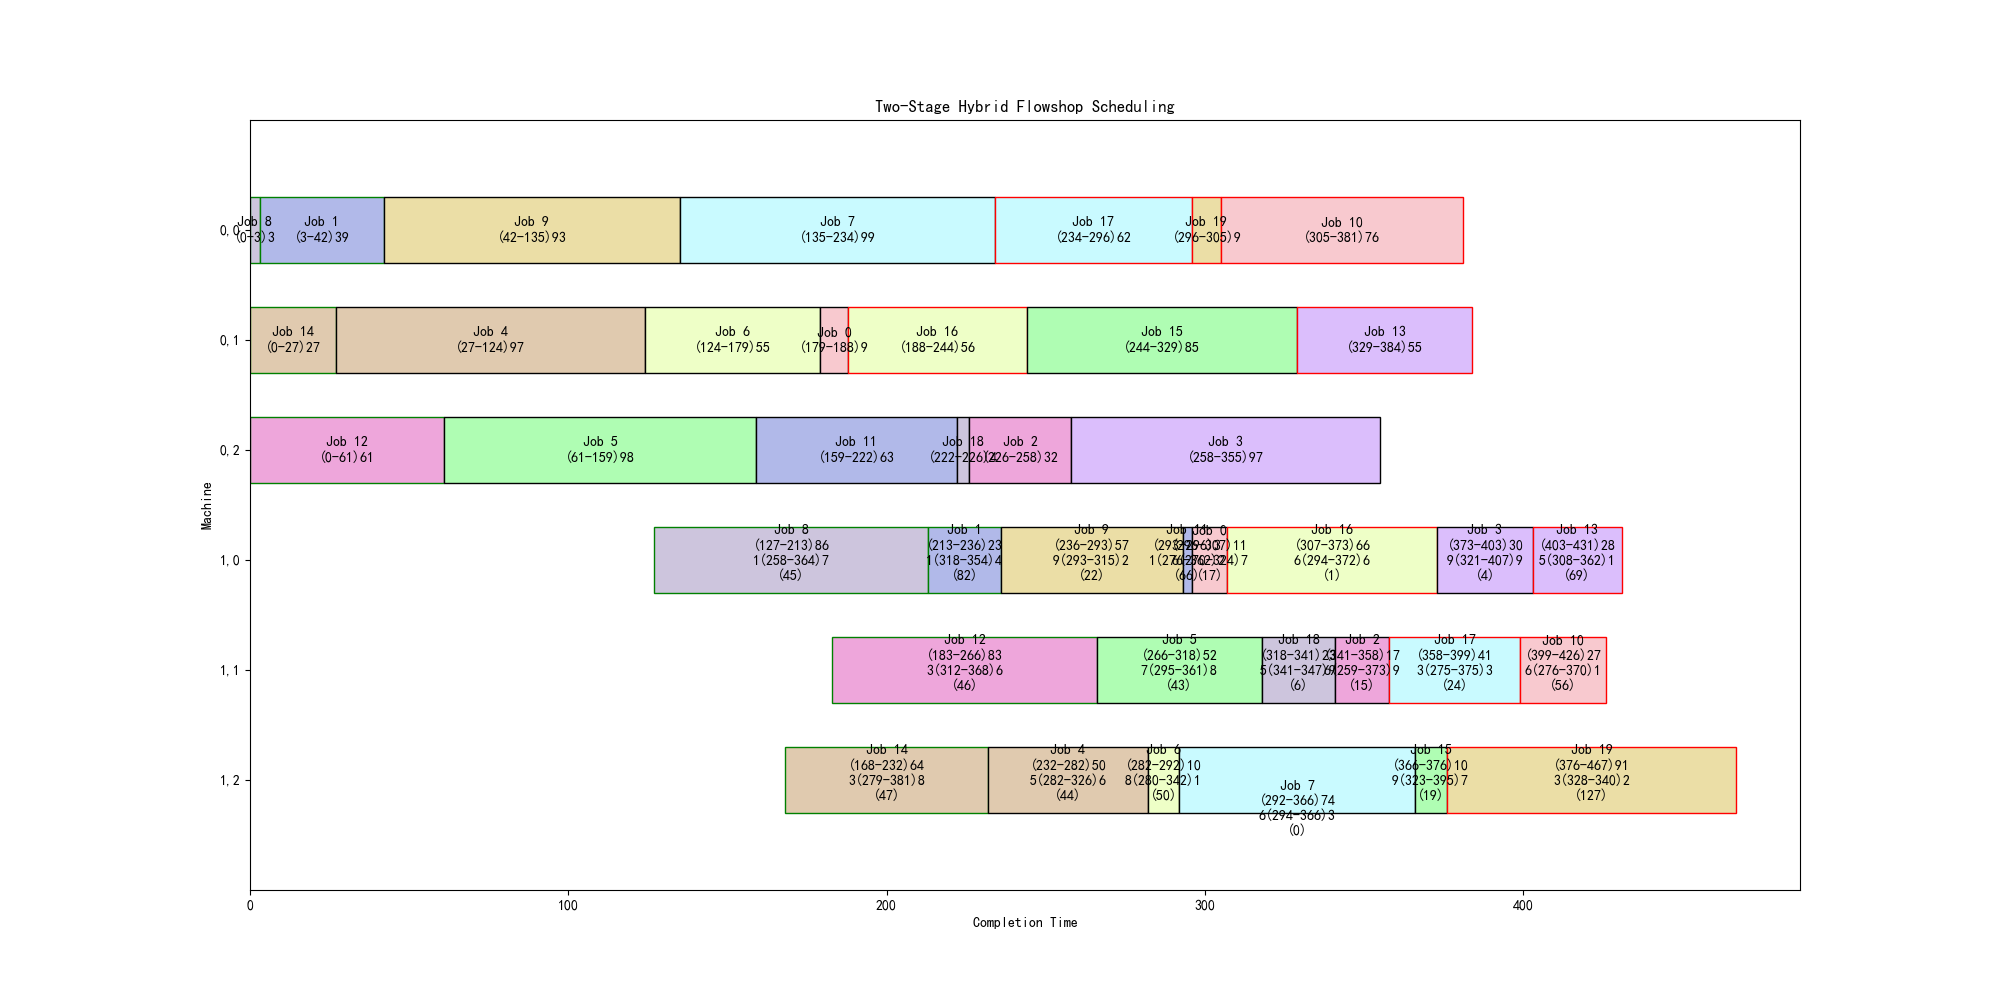 Two-Stage Hybrid Flowshop Scheduling
Machine
0,0
Job 8
(0-3)3
Job 1
(3-42)39
Job 9
(42-135)93
Job 7
(135-234)99
Job 17
(234-296)62
Job 19
(296-305)9
Job 10
(305-381)76
0,1
Job 14
(0-27)27
Job 4
(27-124)97
Job 6
(124-179)55
Job 0
(179-188)9
Job 16
(188-244)56
Job 15
(244-329)85
Job 13
(329-384)55
0,2
Job 12
(0-61)61
Job 5
(61-159)98
Job 11
(159-222)63
Job 18
(222-226)4
Job 2
(226-258)32
Job 3
(258-355)97
1,0
Job 8
(127-213)86
1(258-364)7
(45)
Job 1
(213-236)23
1(318-354)4
(82)
Job 9
(236-293)57
9(293-315)2
(22)
Job 11
(293-296)3
(66)
Job 0
(296-307)11
(17)
Job 16
(307-373)66
6(294-372)6
(1)
Job 3
(373-403)30
9(321-407)9
(4)
Job 13
(403-431)28
5(308-362)1
(69)
1,1
Job 12
(183-266)83
3(312-368)6
(46)
Job 5
(266-318)52
7(295-361)8
(43)
Job 18
(318-341)23
(6)
Job 2
(341-358)17
(15)
Job 17
(358-399)41
3(275-375)3
(24)
Job 10
(399-426)27
6(276-370)1
(56)
1,2
Job 14
(168-232)64
3(279-381)8
(47)
Job 4
(232-282)50
5(282-326)6
(44)
Job 6
(282-292)10
8(280-342)1
(50)
Job 7
(292-366)74
6(294-366)3
(0)
Job 15
(366-376)10
9(323-395)7
(19)
Job 19
(376-467)91
3(328-340)2
(127)
0
100
200
300
400
Completion Time